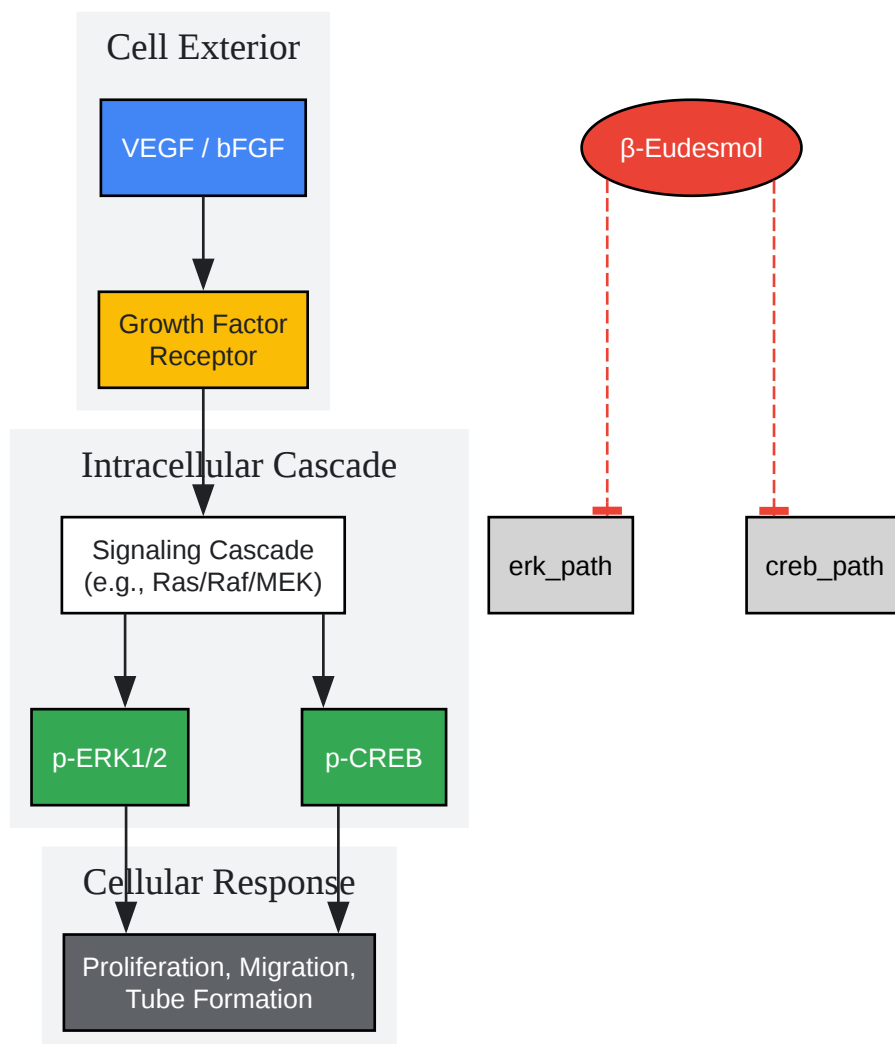 Cell Exterior
VEGF / bFGF
β-Eudesmol
Growth Factor
Receptor
Intracellular Cascade
Signaling Cascade
(e.g., Ras/Raf/MEK)
erk_path
creb_path
p-ERK1/2
p-CREB
Cellular Response
Proliferation, Migration,
Tube Formation